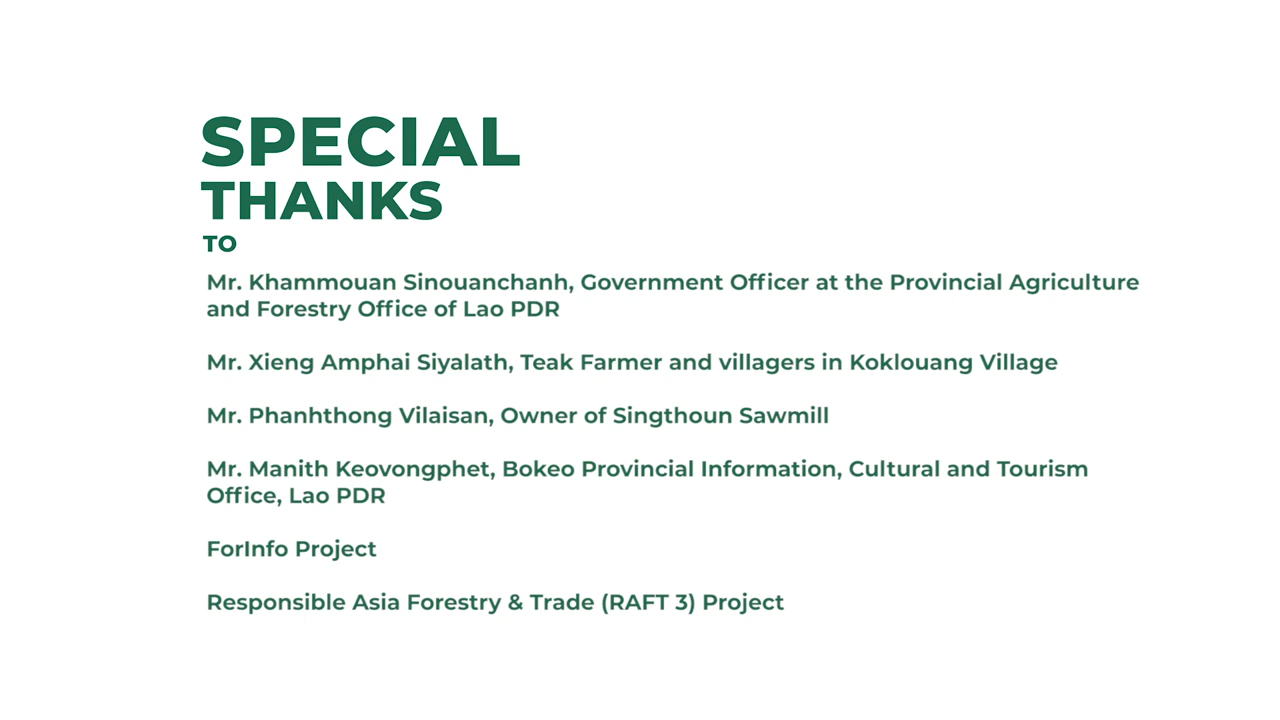 SPECIAL
THANKS
TO
Mr. Khammouan Sinouanchanh, Government Officer at the Provincial Agriculture
and Forestry Office of Lao PDR
Mr. Xieng Amphai Siyalath, Teak Farmer and villagers in Koklouang Village
Mr. Phanhthong Vilaisan, Owner of Singthoun Sawmill
Mr. Manith Keovongphet, Bokeo Provincial Information, Cultural and Tourism
Office, Lao PDR
ForInfo Project
Responsible Asia Forestry & Trade (RAFT 3) Project